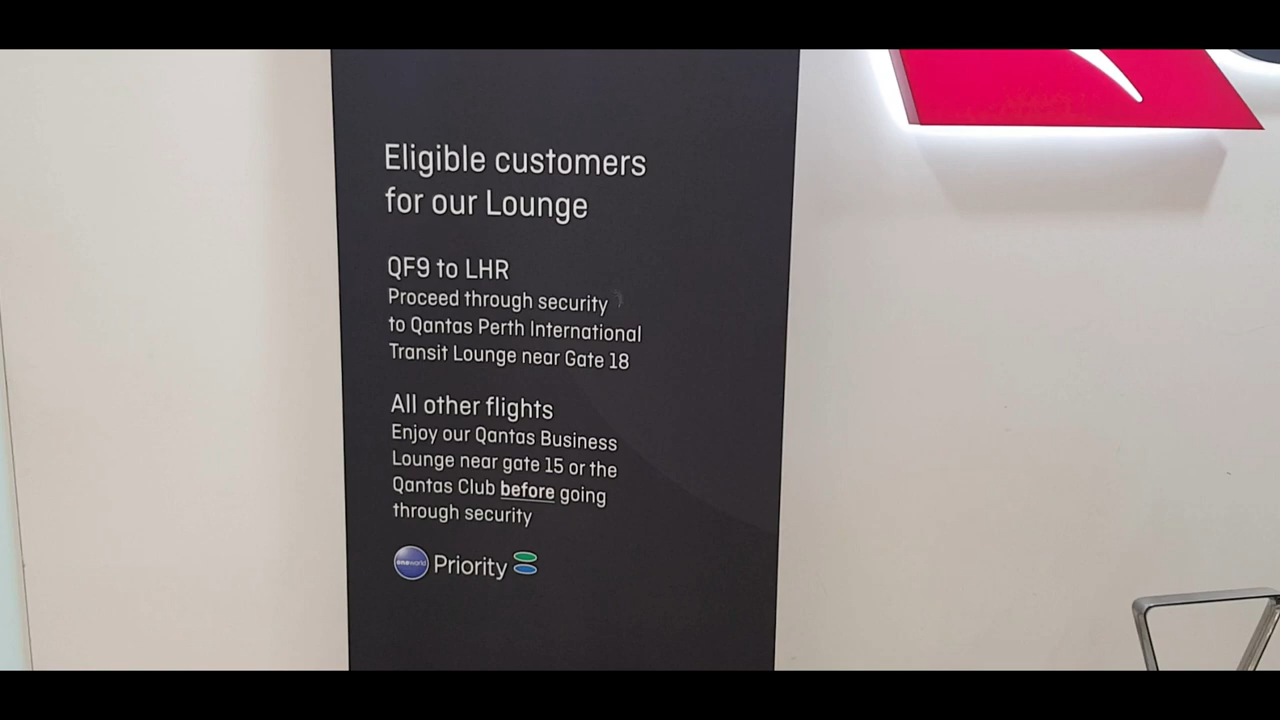 Eligible customers
for our Lounge
QF9 to LHR
Proceed through security
to Qantas Perth International
Transit Lounge near Gate 18
All other flights
Enjoy our Qantas Business
Lounge near gate 15 or the
Qantas Club before going
through security
oneworld Priority